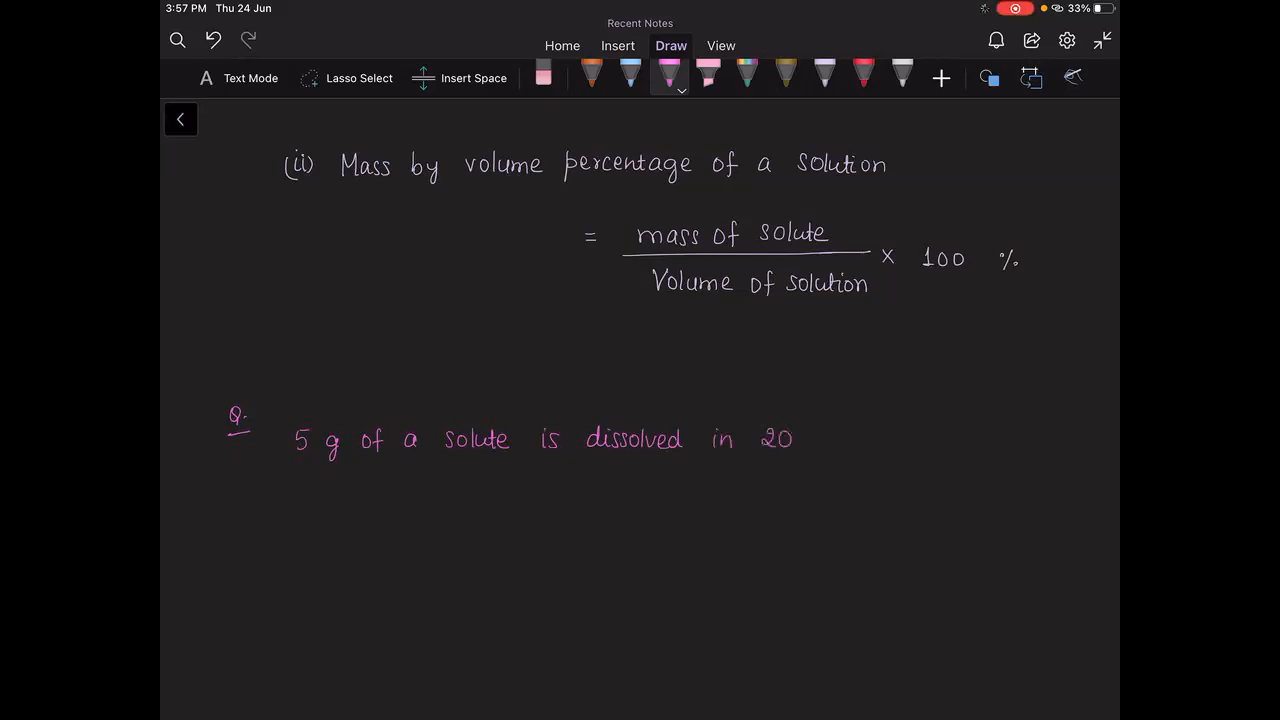 3:57 PM Thu 24 Jun
33%
Recent Notes
Home Insert Draw View
A Text Mode Lasso Select Insert Space
(ii) Mass by volume percentage of a solution
= mass of solute
Volume of solution
× 100 %
Q.
5 g of a solute is dissolved in 20